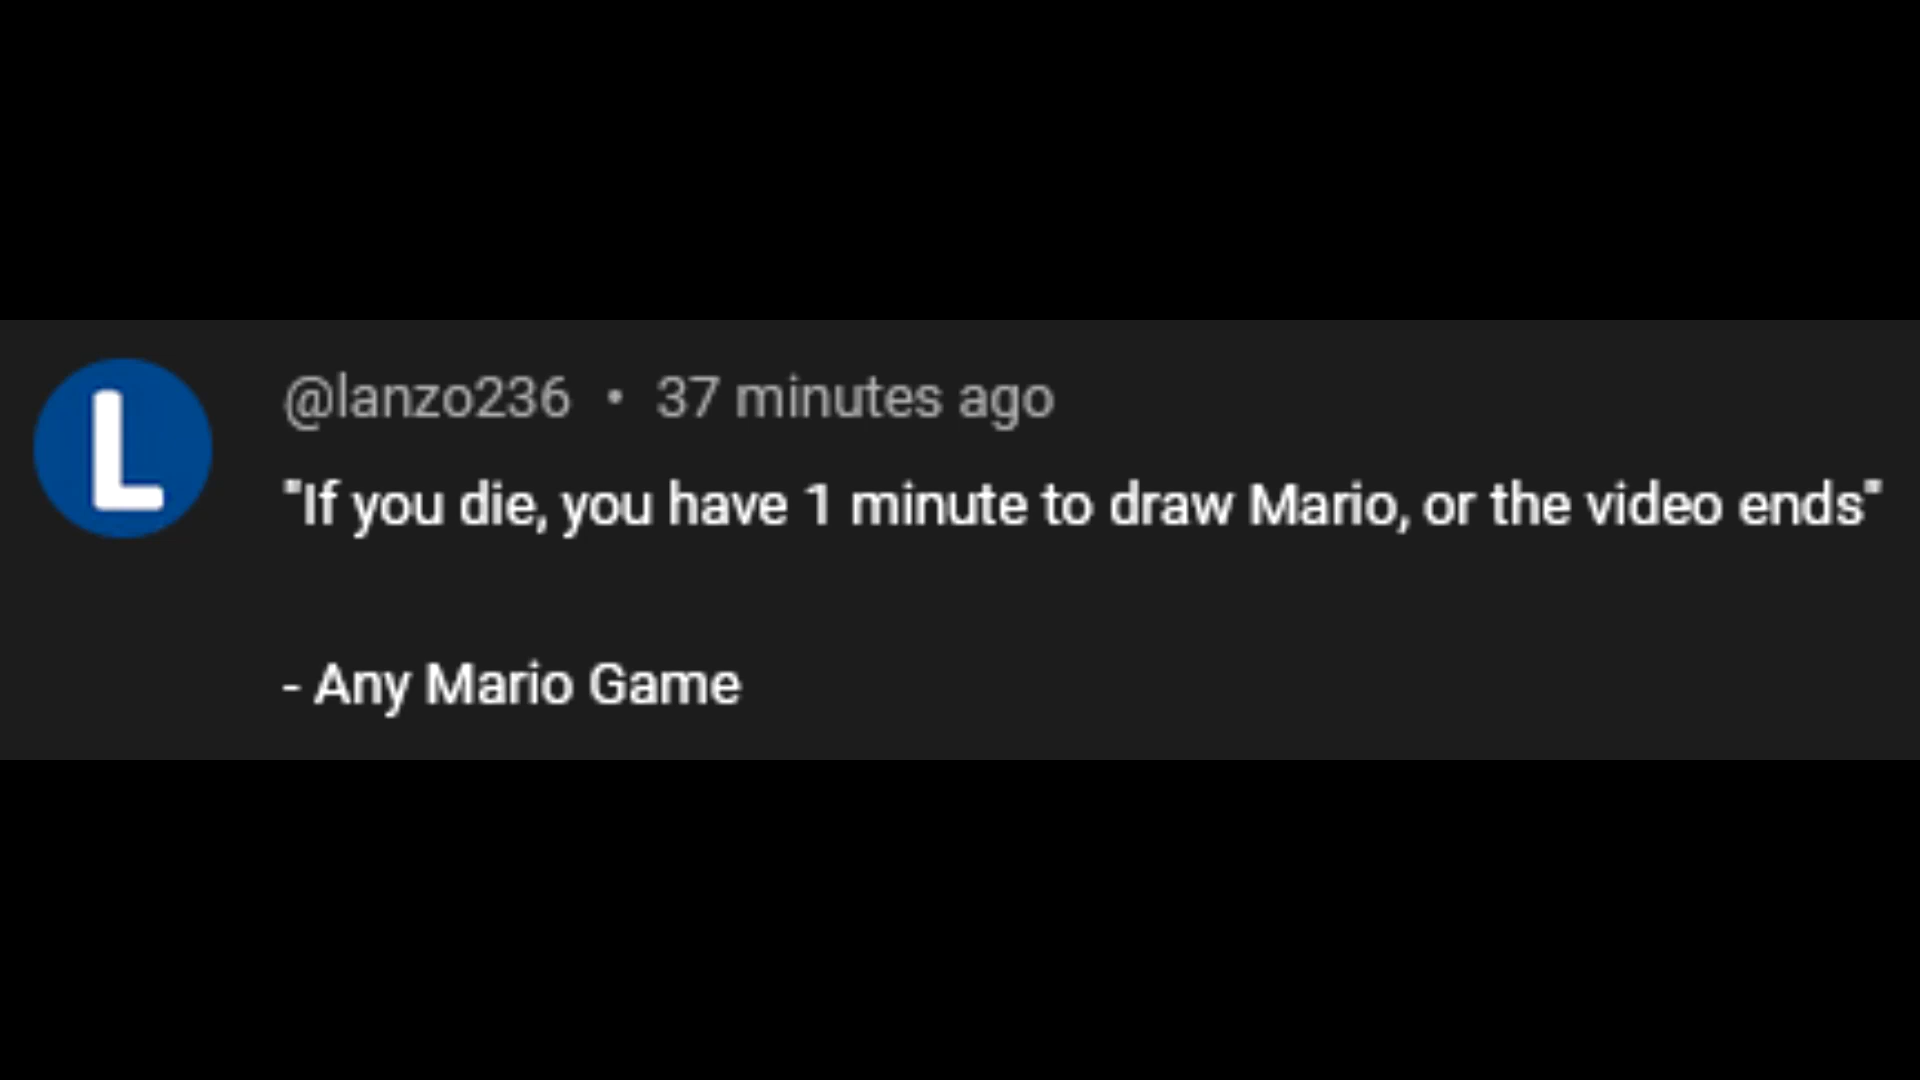 L
@lanzo236 • 37 minutes ago
"If you die, you have 1 minute to draw Mario, or the video ends"
- Any Mario Game